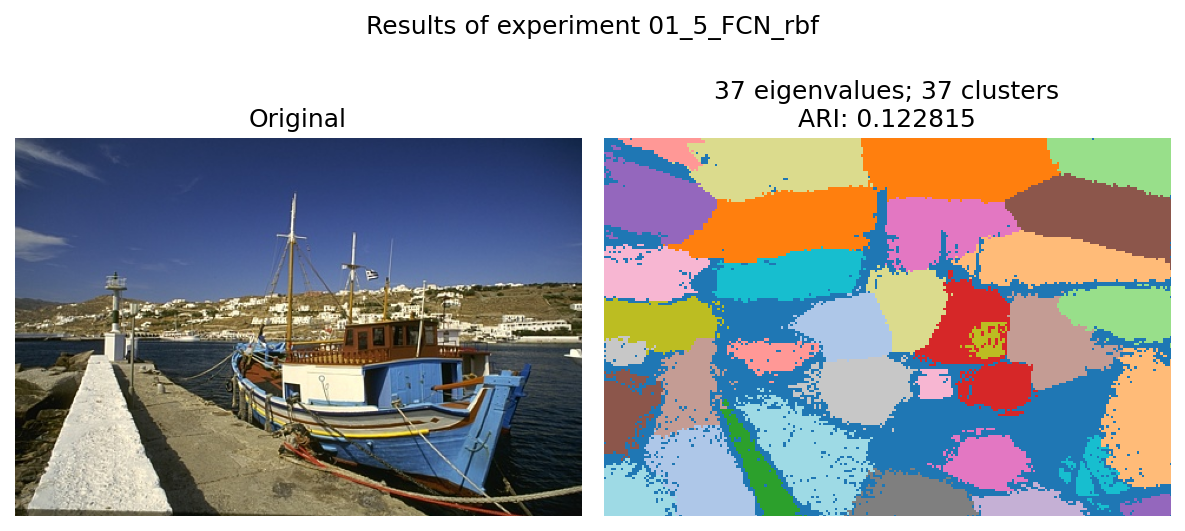 Results of experiment 01_5_FCN_rbf
Original
37 eigenvalues; 37 clusters
ARI: 0.122815